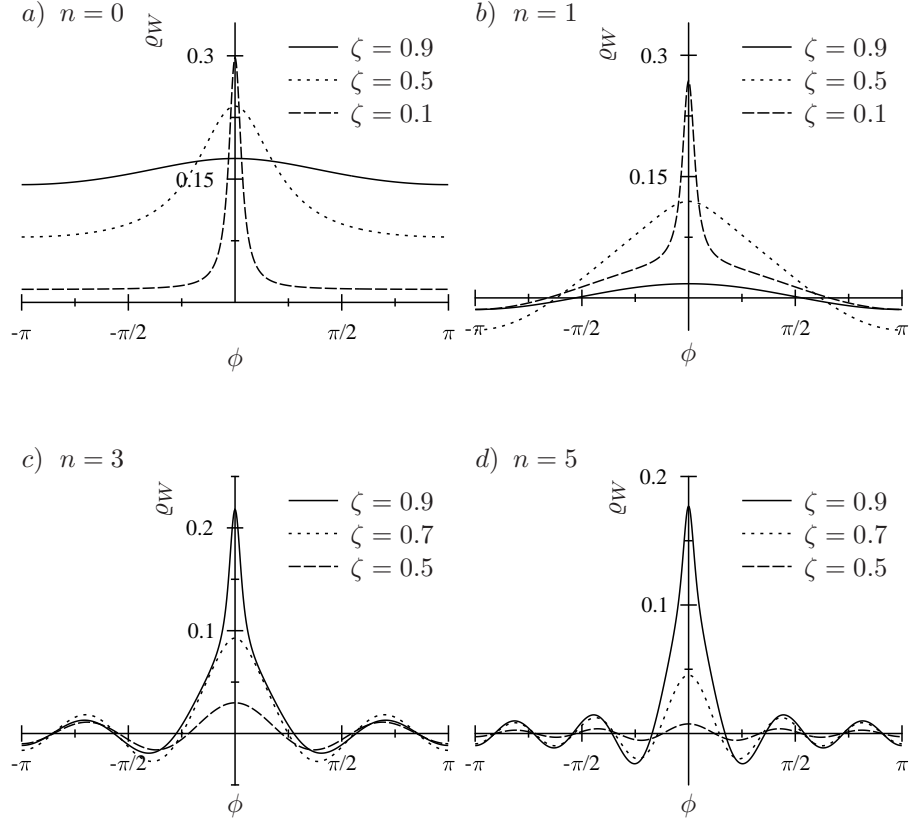 a) n = 0
ϱW
0.3
0.15
ζ = 0.9
ζ = 0.5
ζ = 0.1
-π
-π/2
π/2
π
ϕ
b) n = 1
ϱW
0.3
0.15
ζ = 0.9
ζ = 0.5
ζ = 0.1
-π
-π/2
π/2
π
ϕ
c) n = 3
ϱW
0.2
0.1
ζ = 0.9
ζ = 0.7
ζ = 0.5
-π
-π/2
π/2
π
ϕ
d) n = 5
ϱW
0.2
0.1
ζ = 0.9
ζ = 0.7
ζ = 0.5
-π
-π/2
π/2
π
ϕ